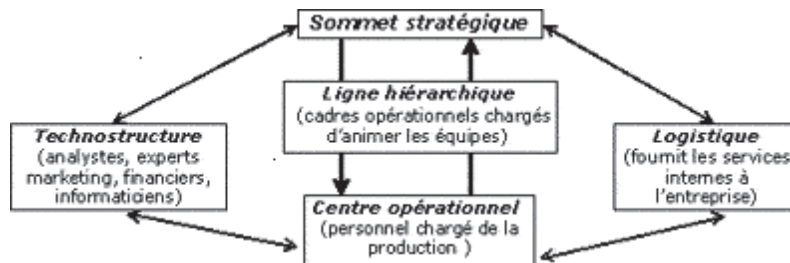 Sommet stratégique
Ligne hiérarchique
(cadres opérationnels chargés
d'animer les équipes)
Technostructure
(analystes, experts
marketing, financiers,
informaticiens)
Logistique
(fournit les services
internes à
l'entreprise)
Centre opérationnel
(personnel chargé de la
production )